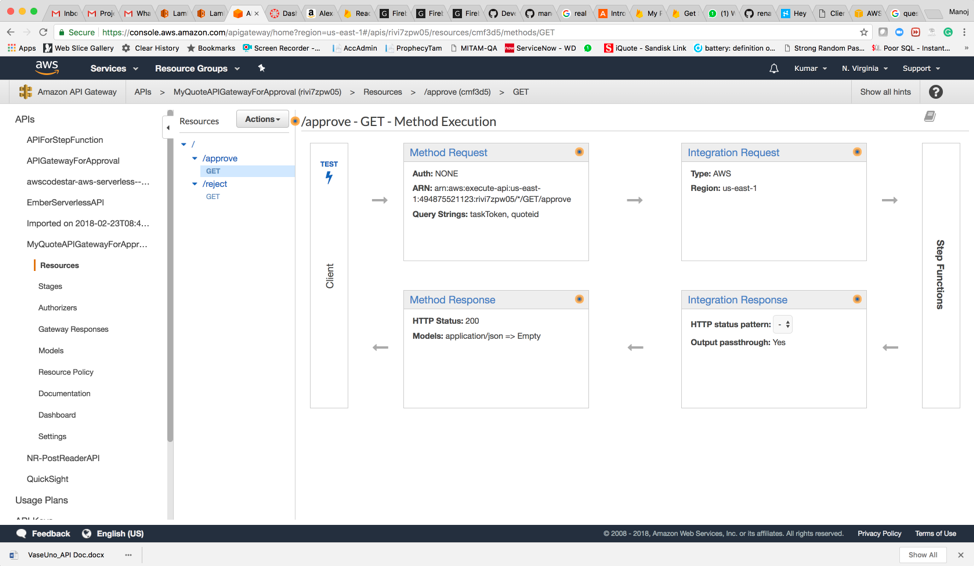 Inbo
Proj
Wha
Lam
Lam
A
Das
Alex
Rea
Fire
Fire
Fire
Dev
man
real
Intro
My
Get
(1) V
rena
Hey
Clie
AWS
ques
Manoj
Secure https://console.aws.amazon.com/apigateway/home?region=us-east-1#/apis/rivi7zpw05/resources/cmf3d5/methods/GET
Apps Web Slice Gallery Clear History Bookmarks Screen Recorder -... AccAdmin ProphecyTam MITAM-QA ServiceNow - WD iQuote - Sandisk Link battery: definition o... Strong Random Pas... Poor SQL - Instant...
aws Services Resource Groups Kumar N. Virginia Support
Amazon API Gateway APIs > MyQuoteAPIGatewayForApproval (rivi7zpw05) > Resources > /approve (cmf3d5) > GET Show all hints ?
APIs
APIForStepFunction
APIGatewayForApproval
awscodestar-aws-serverless--...
EmberServerlessAPI
Imported on 2018-02-23T08:4...
MyQuoteAPIGatewayForAppr...
Resources
Stages
Authorizers
Gateway Responses
Models
Resource Policy
Documentation
Dashboard
Settings
NR-PostReaderAPI
QuickSight
Usage Plans
API Keys
Resources Actions
/
/approve
GET
/reject
GET
/approve - GET - Method Execution
TEST
Client
Method Request
Auth: NONE
ARN: arn:aws:execute-api:us-east-
1:494875521123:rivi7zpw05/*/GET/approve
Query Strings: taskToken, quoteid
Integration Request
Type: AWS
Region: us-east-1
Method Response
HTTP Status: 200
Models: application/json => Empty
Integration Response
HTTP status pattern: -
Output passthrough: Yes
Step Functions
Feedback English (US) © 2008 - 2018, Amazon Web Services, Inc. or its affiliates. All rights reserved. Privacy Policy Terms of Use
VaseUno_API Doc.docx Show All